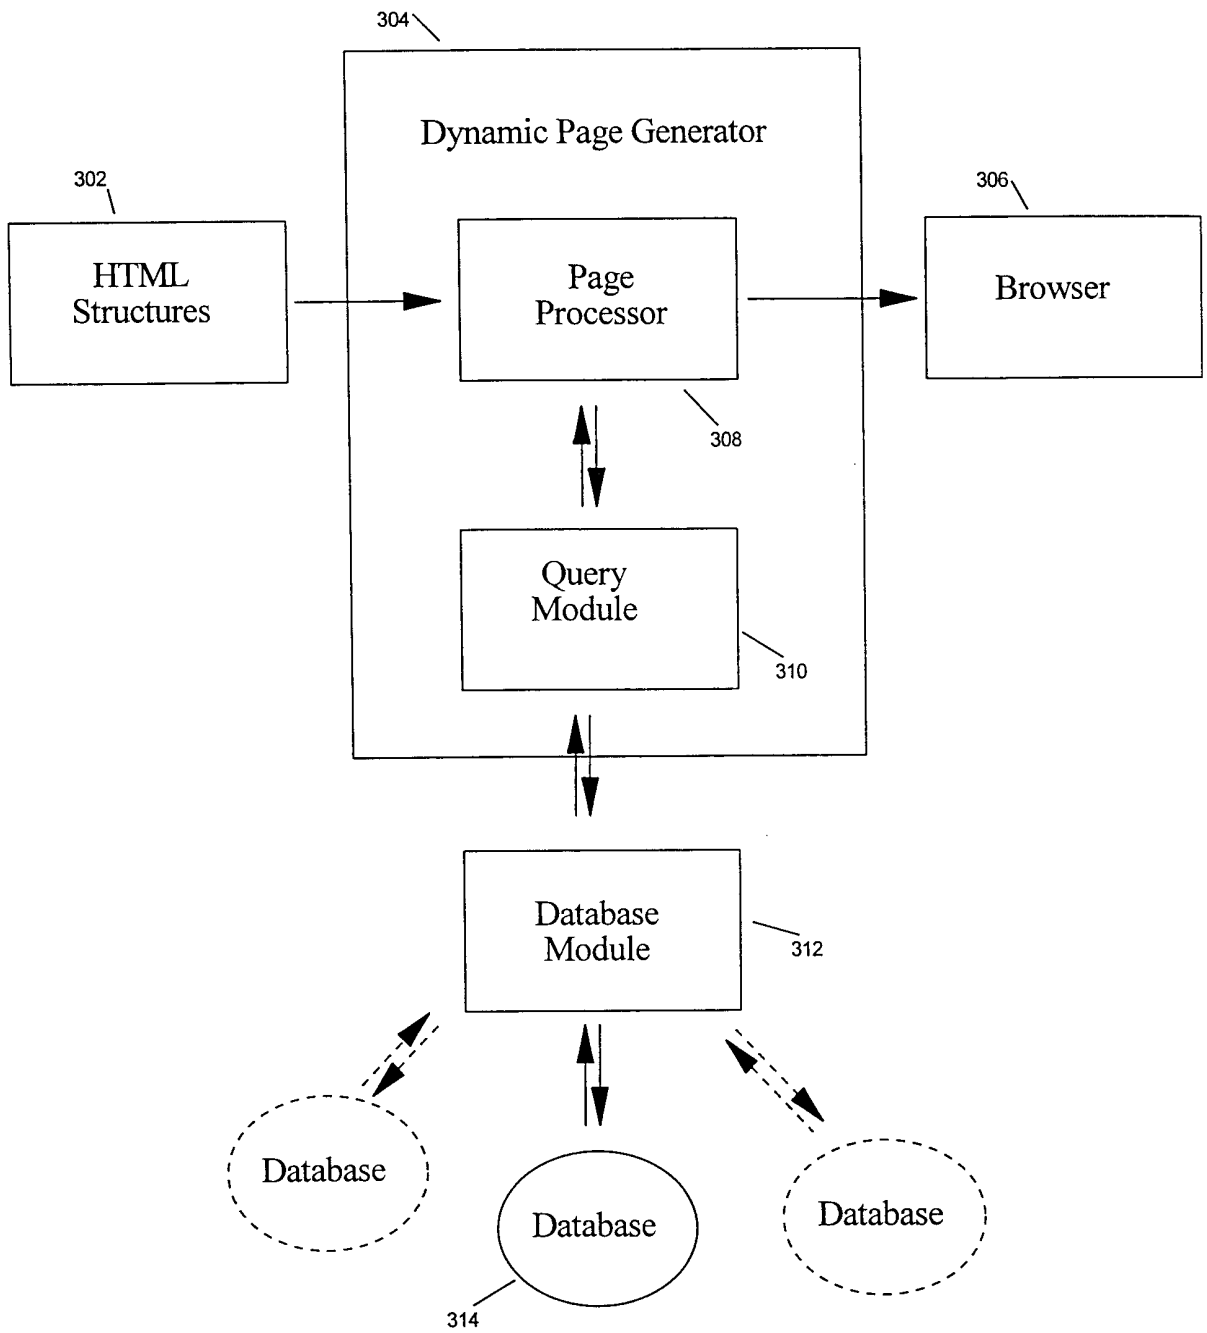 304
Dynamic Page Generator
302
306
HTML
Structures
Page
Processor
Browser
308
Query
Module
310
Database
Module
312
Database
Database
Database
314